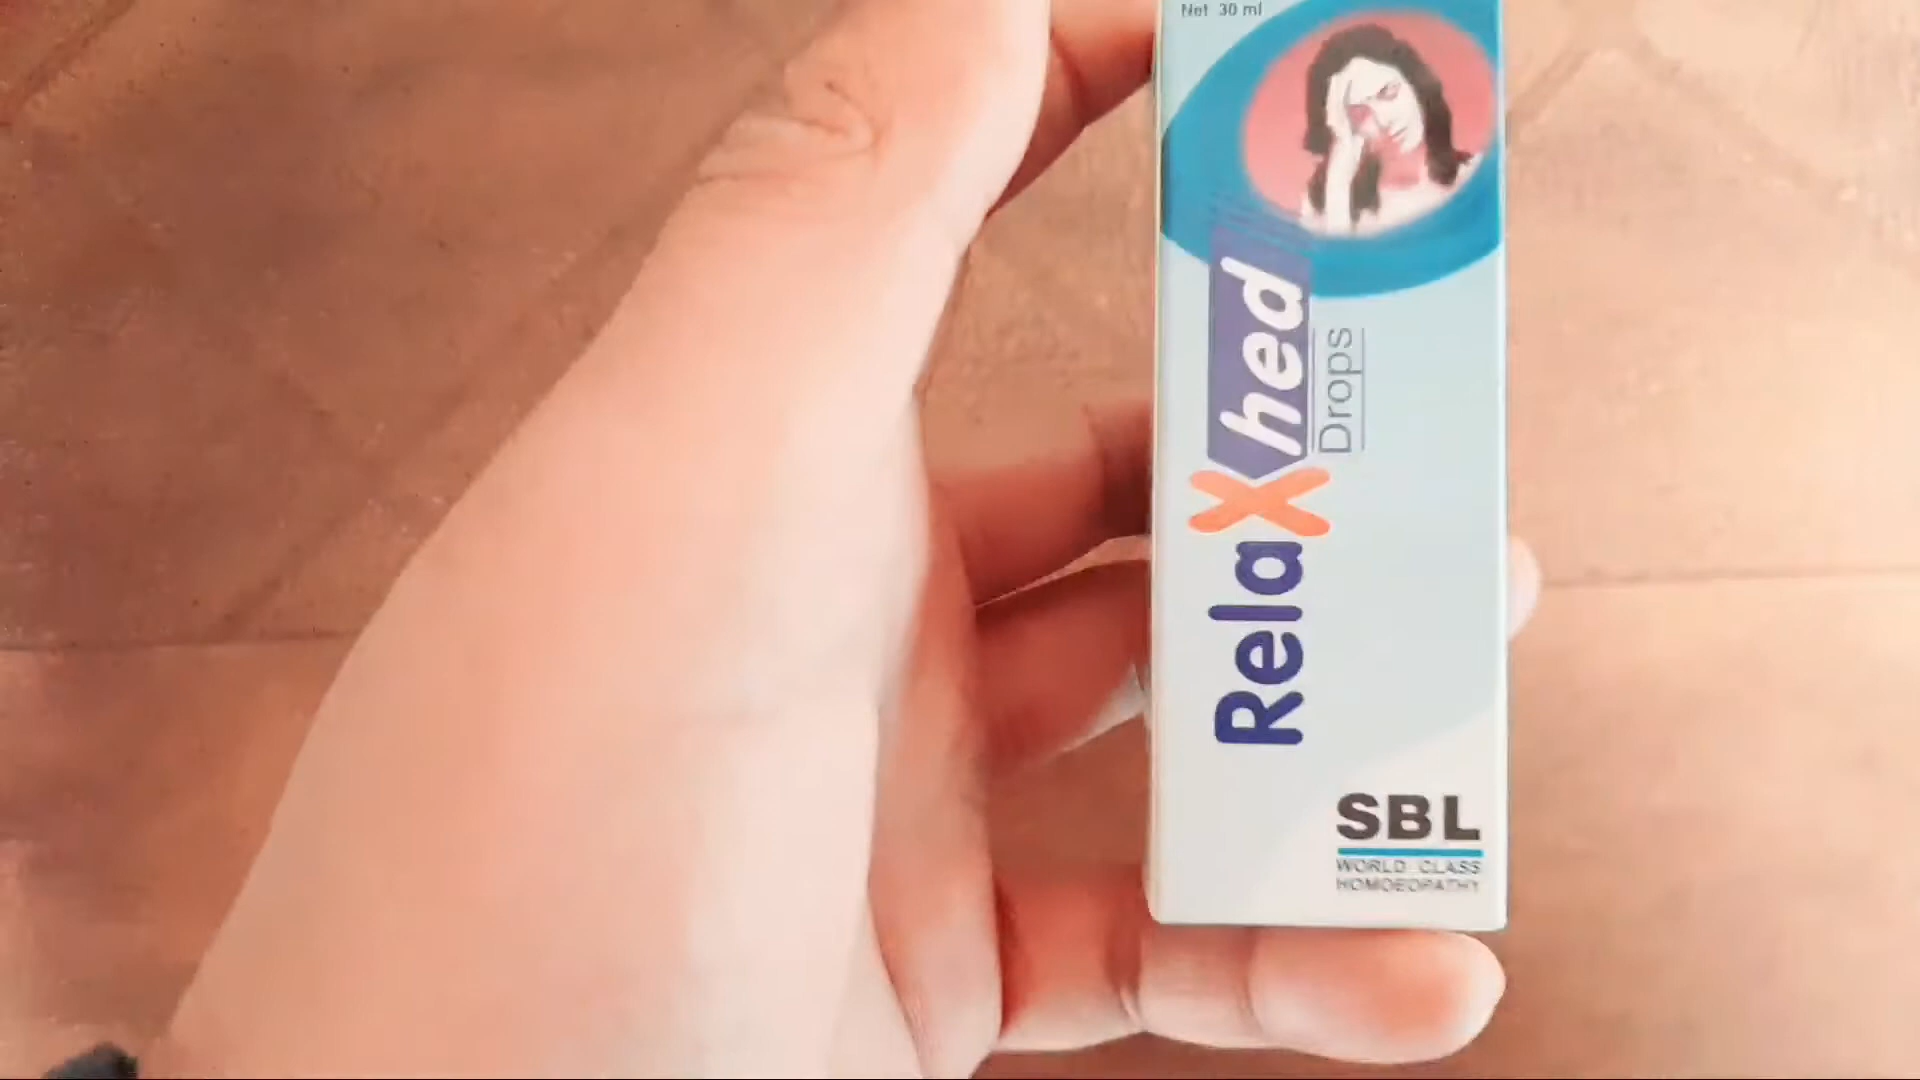 Net 30 ml
RelaXhed
Drops
SBL
WORLD CLASS
HOMOEOPATHY